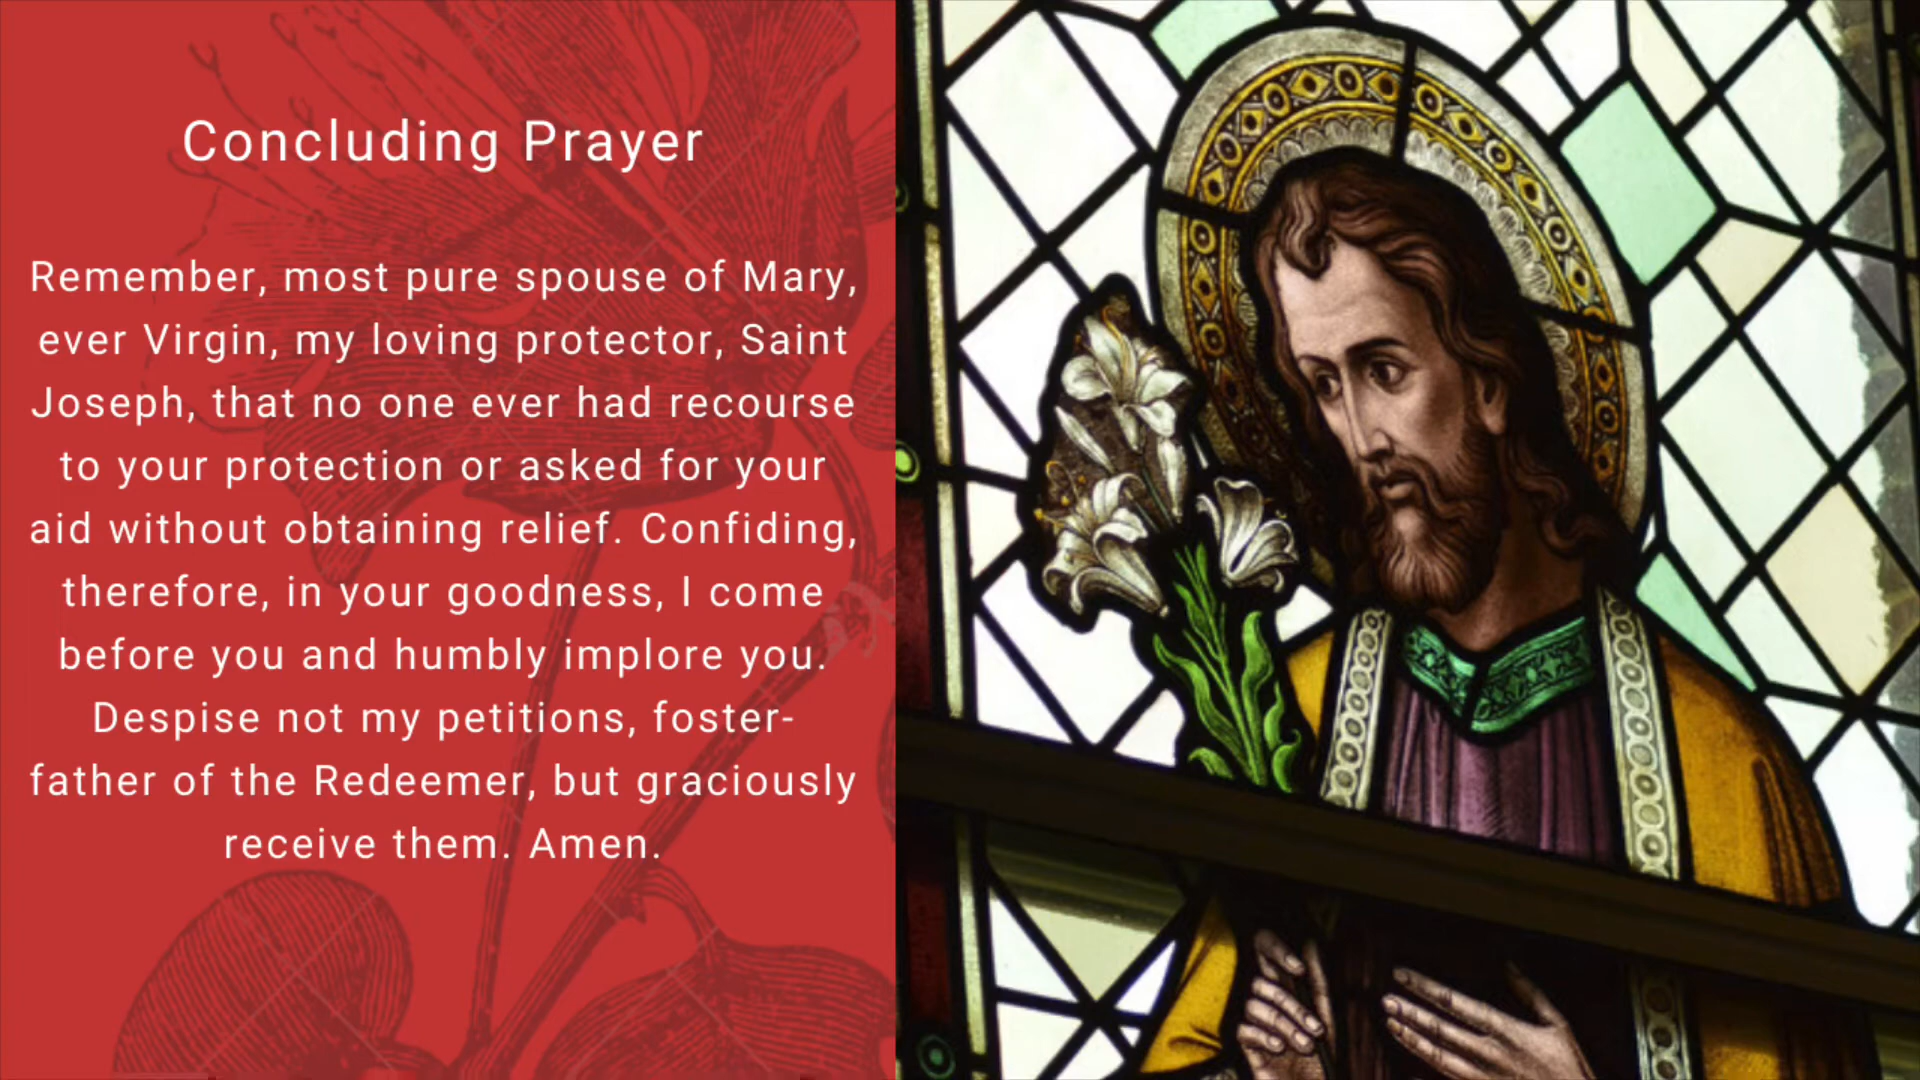 Concluding Prayer
Remember, most pure spouse of Mary,
ever Virgin, my loving protector, Saint
Joseph, that no one ever had recourse
to your protection or asked for your
aid without obtaining relief. Confiding,
therefore, in your goodness, I come
before you and humbly implore you.
Despise not my petitions, foster-
father of the Redeemer, but graciously
receive them. Amen.